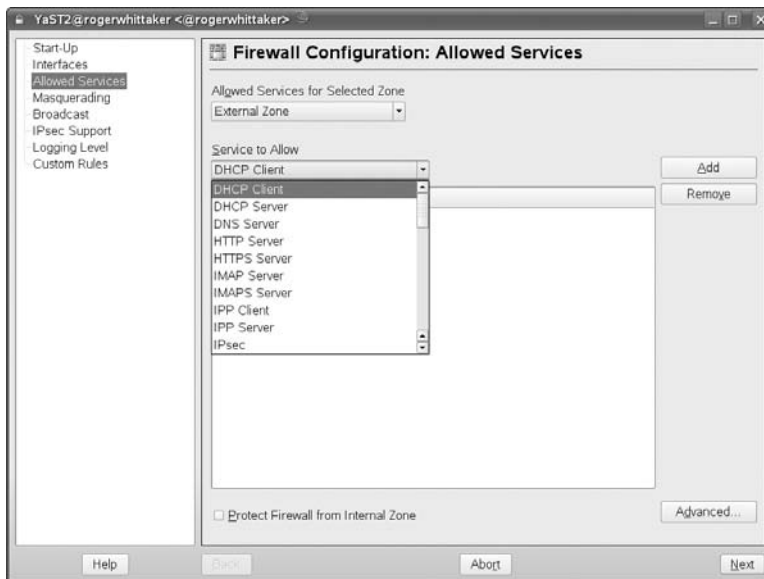 YaST2@rogerwhittaker <@rogerwhittaker>
Start-Up
Interfaces
Allowed Services
Masquerading
Broadcast
IPsec Support
Logging Level
Custom Rules
Firewall Configuration: Allowed Services
Allowed Services for Selected Zone
External Zone
Service to Allow
DHCP Client
Add
DHCP Client
Remove
DHCP Server
DNS Server
HTTP Server
HTTPS Server
IMAP Server
IMAPS Server
IPP Client
IPP Server
IPsec
Protect Firewall from Internal Zone
Advanced...
Help
Back
Abort
Next